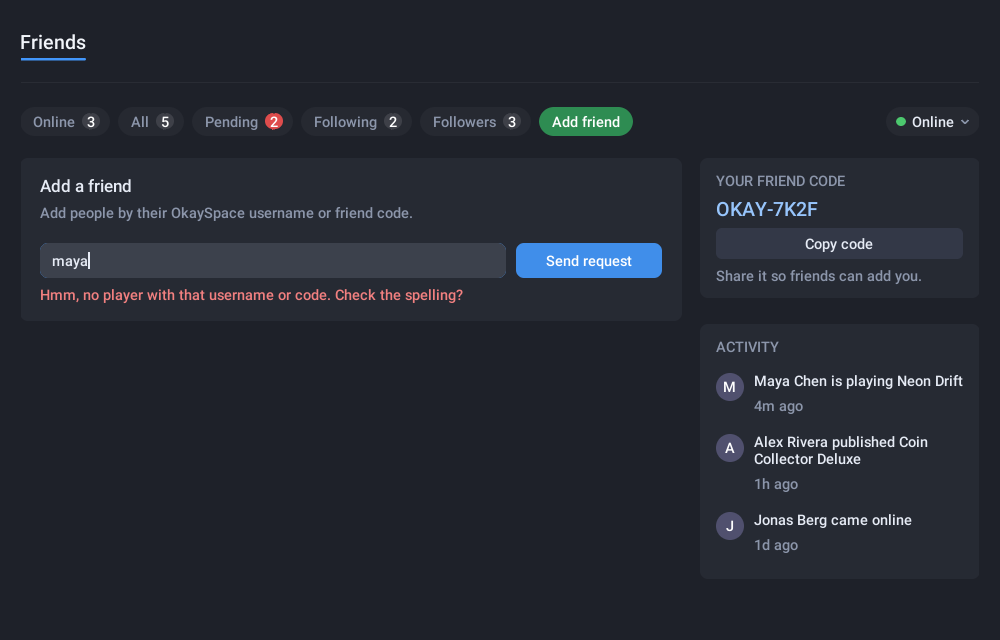 Friends
Online 3
All 5
Pending 2
Following 2
Followers 3
Add friend
Online
Add a friend
Add people by their OkaySpace username or friend code.
maya
Send request
Hmm, no player with that username or code. Check the spelling?
YOUR FRIEND CODE
OKAY-7K2F
Copy code
Share it so friends can add you.
ACTIVITY
M
Maya Chen is playing Neon Drift
4m ago
A
Alex Rivera published Coin
Collector Deluxe
1h ago
J
Jonas Berg came online
1d ago